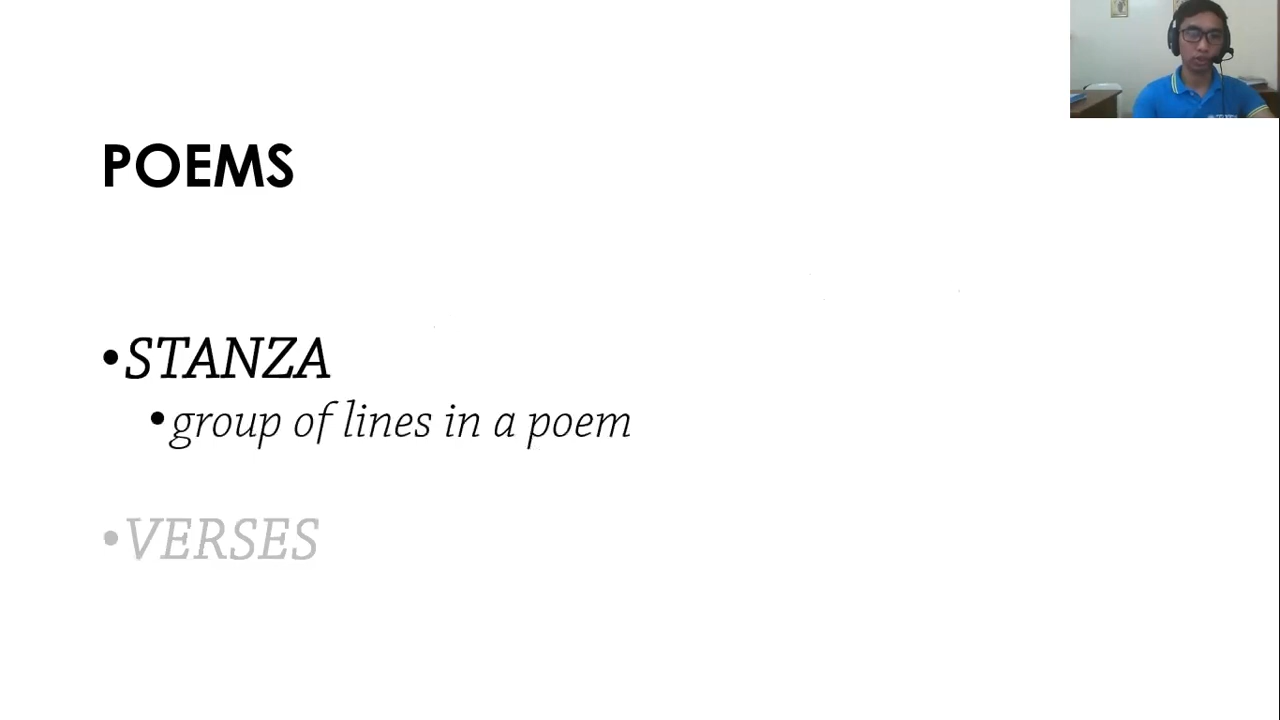 POEMS
•STANZA
•group of lines in a poem
•VERSES